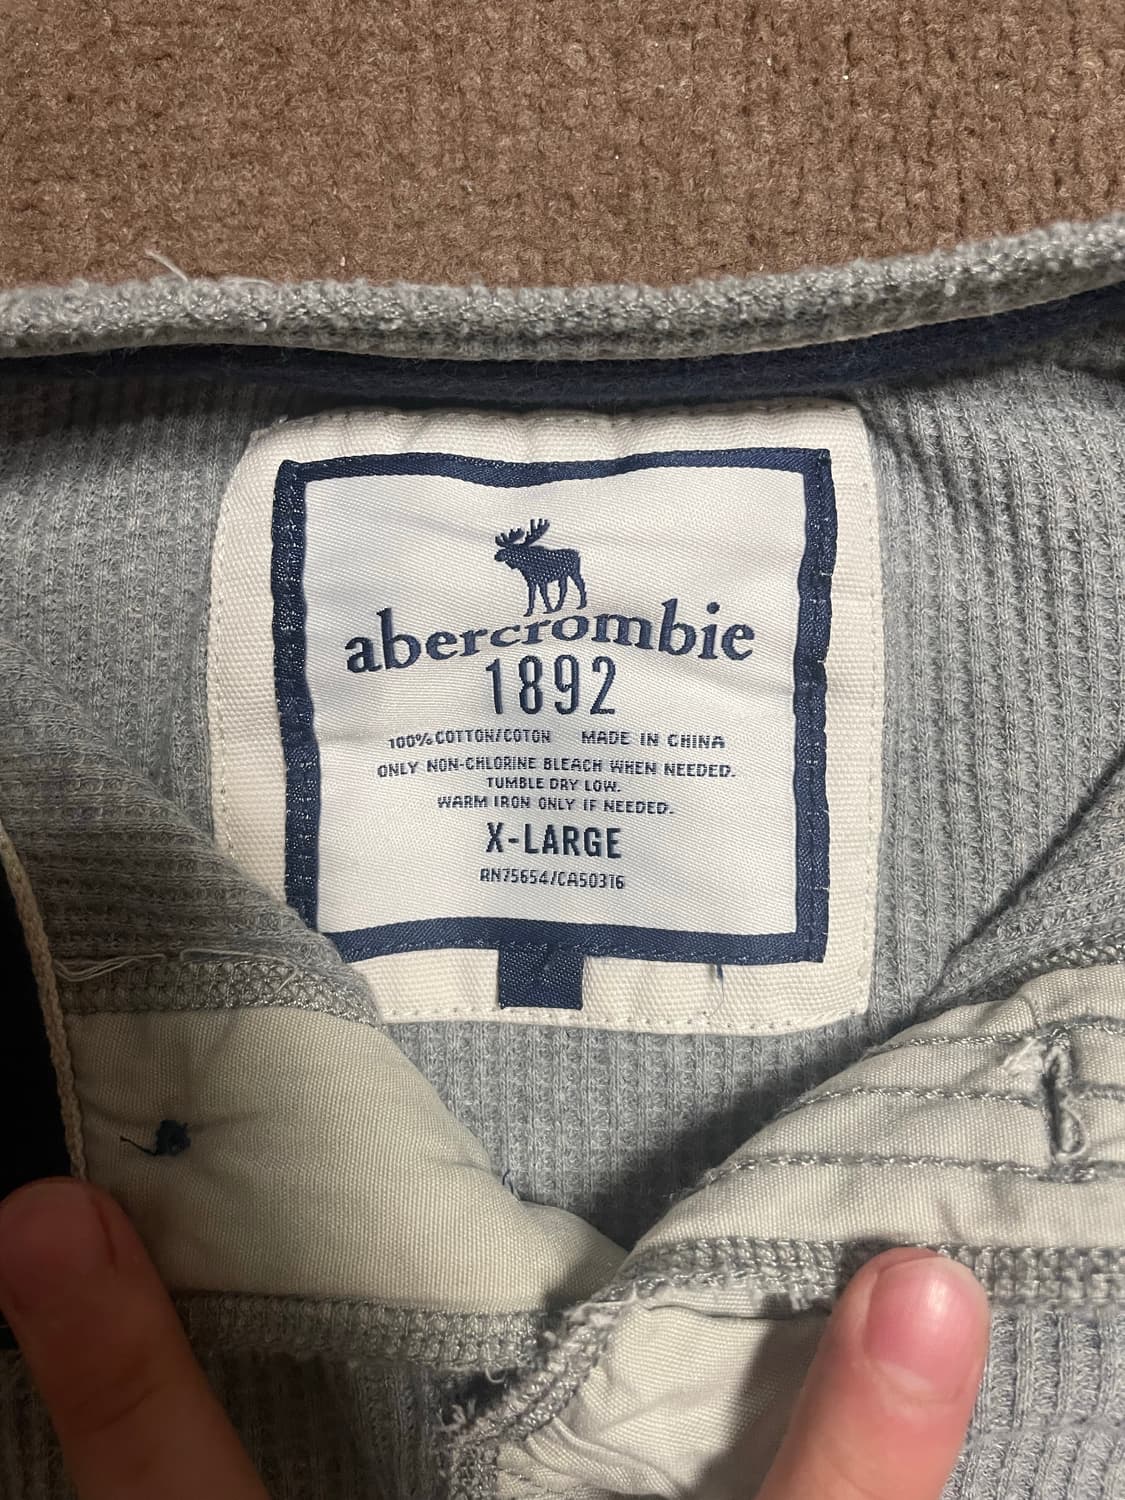 abercrombie
1892
100% COTTON/COTON MADE IN CHINA
ONLY NON-CHLORINE BLEACH WHEN NEEDED.
TUMBLE DRY LOW.
WARM IRON ONLY IF NEEDED.
X-LARGE
RN75654/CA50316